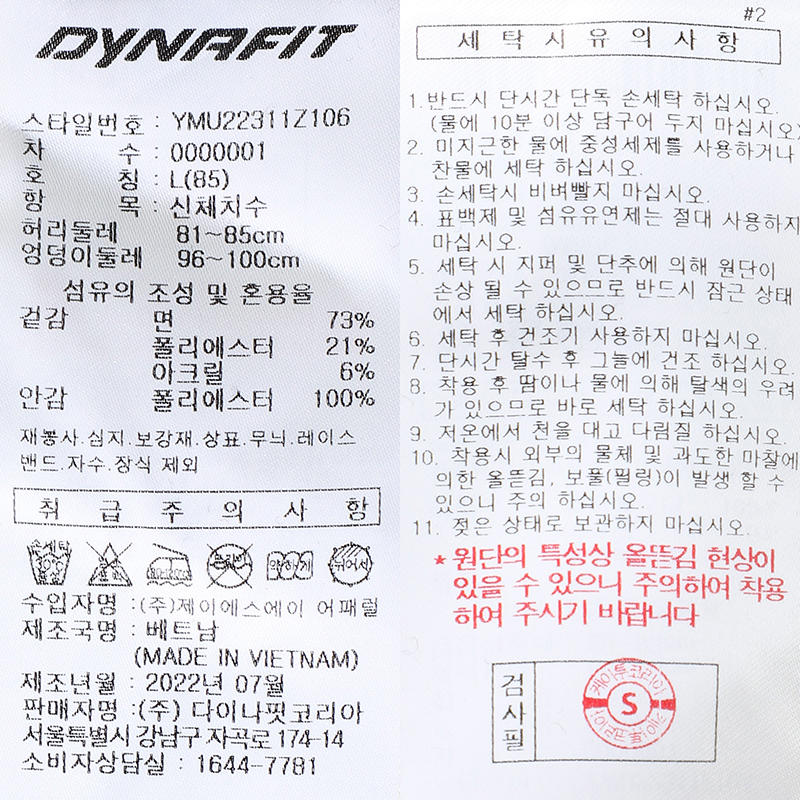 DYNAFIT
스타일번호 : YMU22311Z106
차 수 : 0000001
호 칭 : L(85)
항 목 : 신체치수
허리둘레 81~85cm
엉덩이둘레 96~100cm
섬유의 조성 및 혼용율
겉감 면 73%
폴리에스터 21%
아크릴 6%
안감 폴리에스터 100%
재봉사.심지.보강재.상표.무늬.레이스
밴드.자수.장식 제외
취 급 주 의 사 항
손세탁 약하게 뉘어서
수입자명 : (주)제이에스에이 어패럴
제조국명 : 베트남
(MADE IN VIETNAM)
제조년월 : 2022년 07월
판매자명 : (주) 다이나핏코리아
서울특별시 강남구 자곡로 174-14
소비자상담실 : 1644-7781
#2
세 탁 시 유 의 사 항
1. 반드시 단시간 단독 손세탁 하십시오.
(물에 10분 이상 담구어 두지 마십시오)
2. 미지근한 물에 중성세제를 사용하거나
찬물에 세탁 하십시오.
3. 손세탁시 비벼빨지 마십시오.
4. 표백제 및 섬유유연제는 절대 사용하지
마십시오.
5. 세탁 시 지퍼 및 단추에 의해 원단이
손상 될 수 있으므로 반드시 잠근 상태
에서 세탁 하십시오.
6. 세탁 후 건조기 사용하지 마십시오.
7. 단시간 탈수 후 그늘에 건조 하십시오.
8. 착용 후 땀이나 물에 의해 탈색의 우려
가 있으므로 바로 세탁 하십시오.
9. 저온에서 천을 대고 다림질 하십시오.
10. 착용시 외부의 물체 및 과도한 마찰에
의한 올뜯김, 보풀(필링)이 발생 할 수
있으니 주의 하십시오.
11. 젖은 상태로 보관하지 마십시오.
* 원단의 특성상 올뜯김 현상이
있을 수 있으니 주의하여 착용
하여 주시기 바랍니다
검사필
S